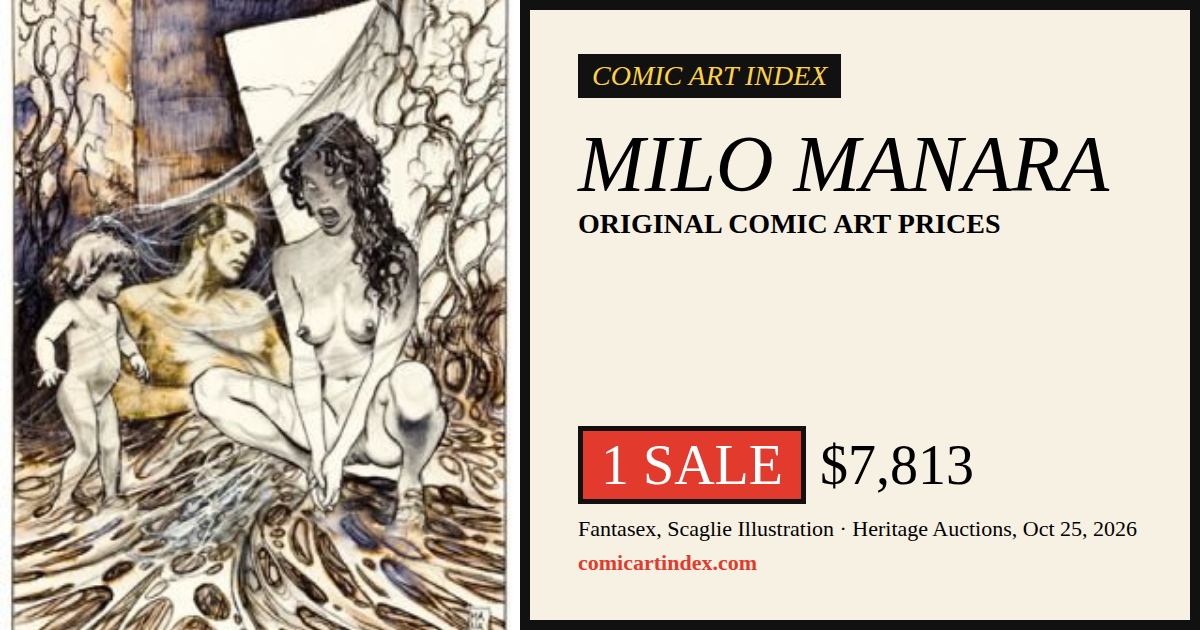 COMIC ART INDEX
MILO MANARA
ORIGINAL COMIC ART PRICES
1 SALE $7,813
Fantasex, Scaglie Illustration · Heritage Auctions, Oct 25, 2026
comicartindex.com